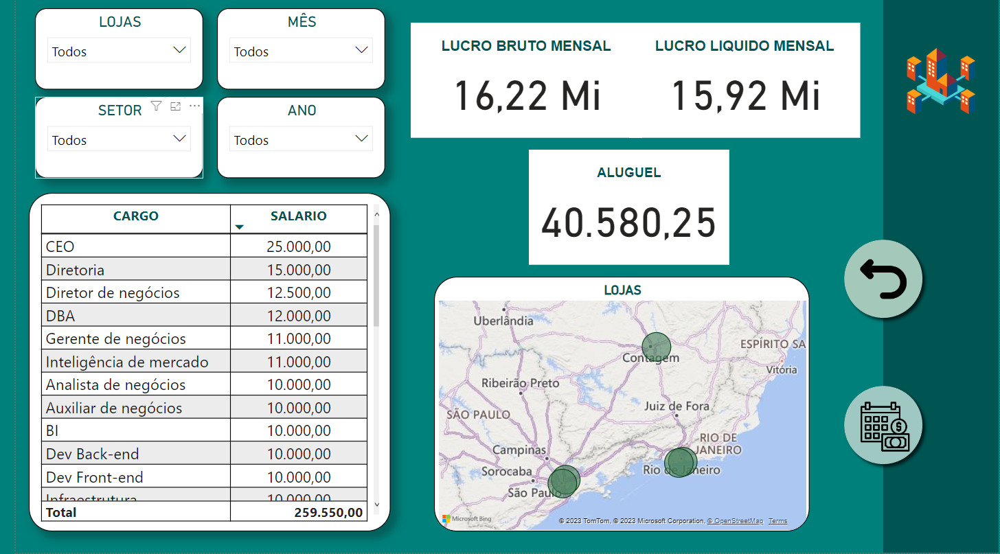 LOJAS
Todos
MÊS
Todos
SETOR
Todos
ANO
Todos
LUCRO BRUTO MENSAL
16,22 Mi
LUCRO LIQUIDO MENSAL
15,92 Mi
ALUGUEL
40.580,25
CARGO SALARIO
CEO 25.000,00
Diretoria 15.000,00
Diretor de negócios 12.500,00
DBA 12.000,00
Gerente de negócios 11.000,00
Inteligência de mercado 11.000,00
Analista de negócios 10.000,00
Auxiliar de negócios 10.000,00
BI 10.000,00
Dev Back-end 10.000,00
Dev Front-end 10.000,00
Infraestrutura 10.000,00
Total 259.550,00
LOJAS
Uberlândia
Contagem
ESPÍRITO SA
Vitória
Ribeirão Preto
Juiz de Fora
SÃO PAULO
RIO DE
JANEIRO
Campinas
Sorocaba
Rio de Janeiro
São Paulo
Microsoft Bing
© 2023 TomTom, © 2023 Microsoft Corporation, © OpenStreetMap Terms
$